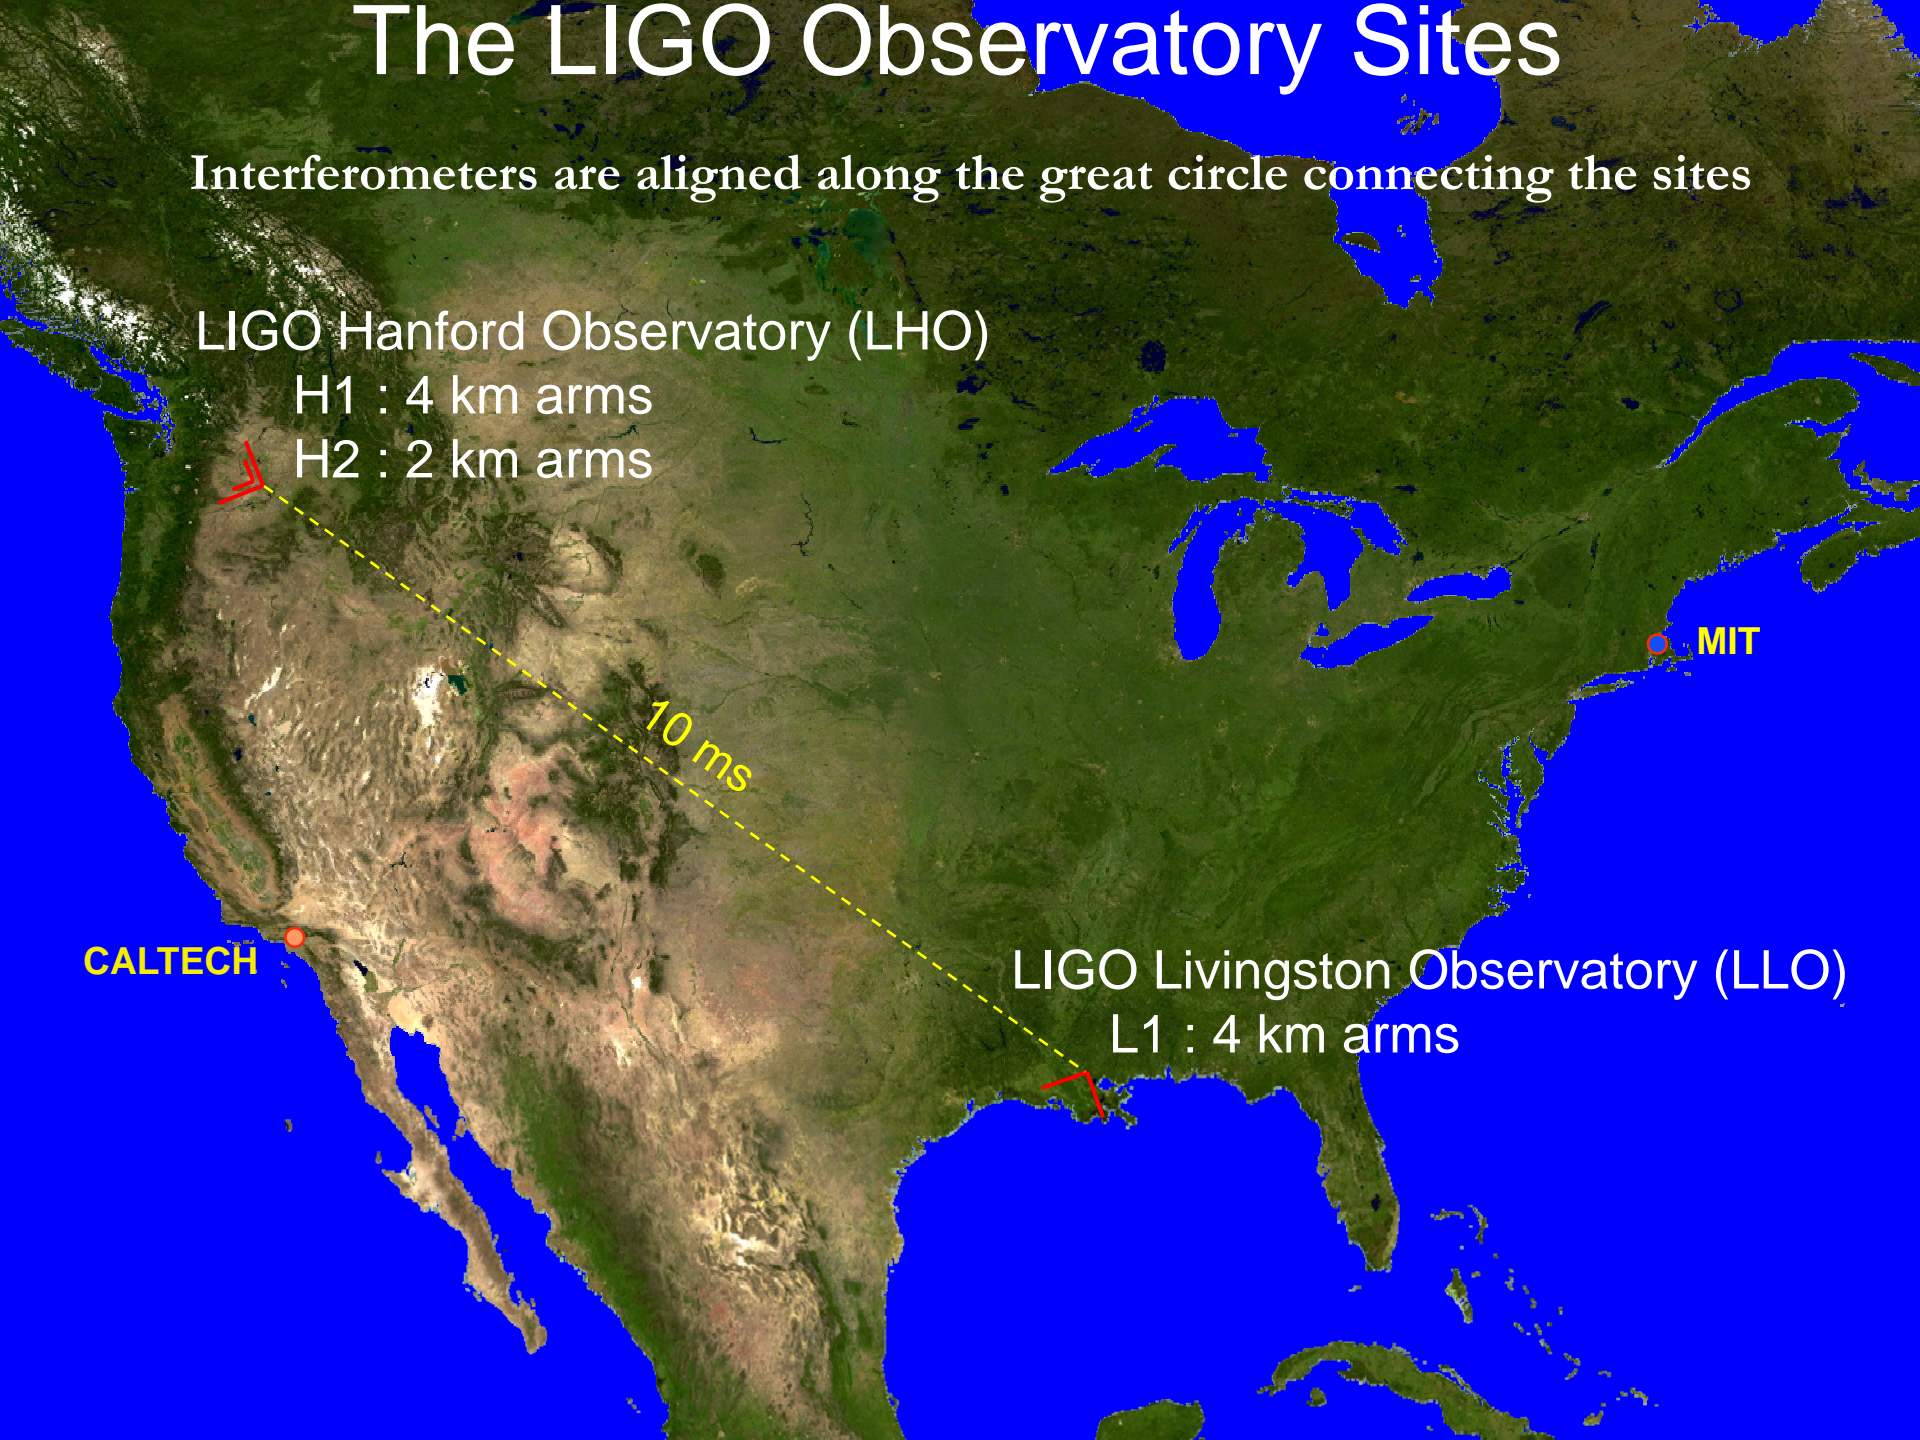 The LIGO Observatory Sites
Interferometers are aligned along the great circle connecting the sites
LIGO Hanford Observatory (LHO)
H1 : 4 km arms
H2 : 2 km arms
MIT
10 ms
CALTECH
LIGO Livingston Observatory (LLO)
L1 : 4 km arms